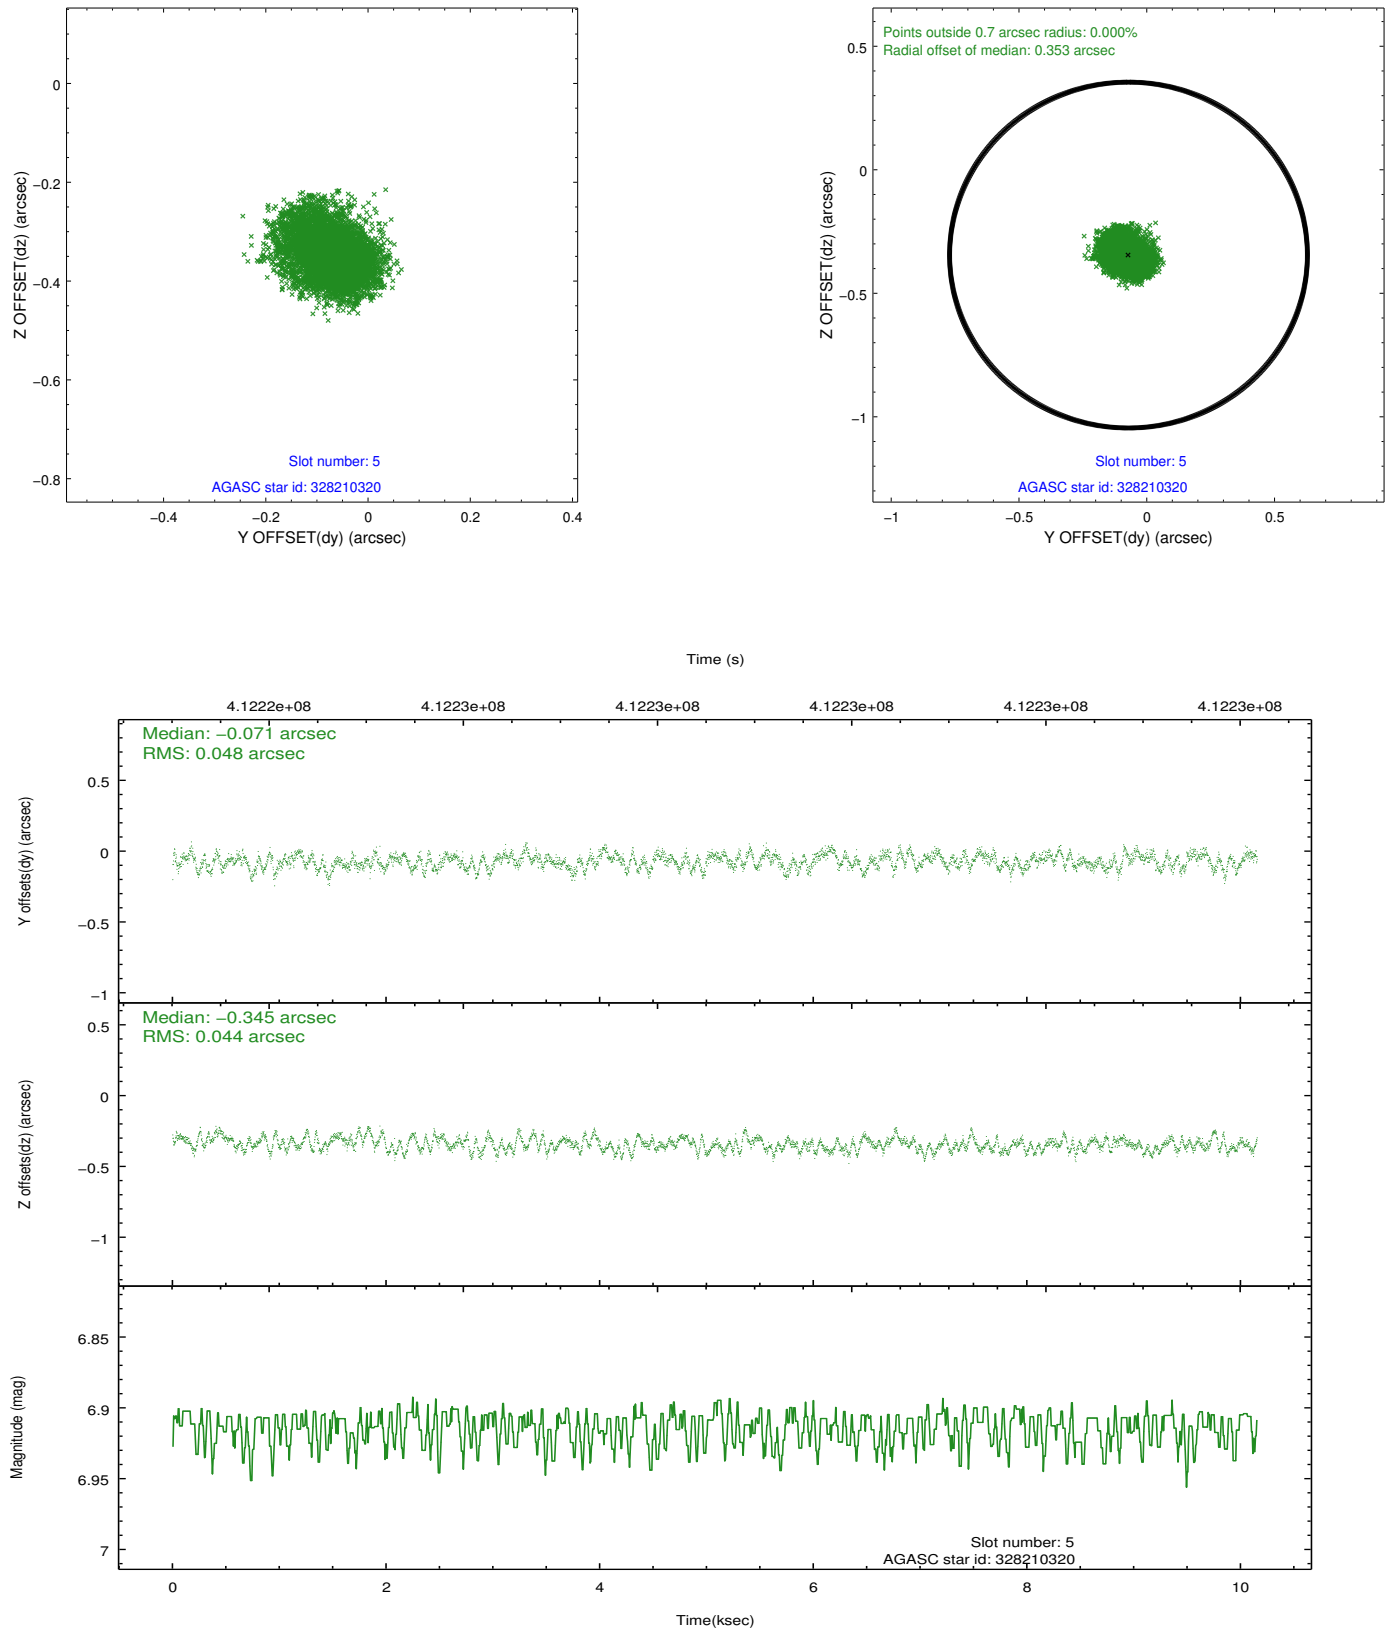 0
−0.2
−0.4
−0.6
−0.8
Z OFFSET(dz) (arcsec)
Slot number: 5
AGASC star id: 328210320
−0.4
−0.2
0
0.2
0.4
Y OFFSET(dy) (arcsec)
Points outside 0.7 arcsec radius: 0.000%
Radial offset of median: 0.353 arcsec
0.5
0
−0.5
−1
Z OFFSET(dz) (arcsec)
Slot number: 5
AGASC star id: 328210320
−1
−0.5
0
0.5
Y OFFSET(dy) (arcsec)
Time (s)
4.1222e+08
4.1223e+08
4.1223e+08
4.1223e+08
4.1223e+08
4.1223e+08
Median: −0.071 arcsec
RMS: 0.048 arcsec
0.5
0
−0.5
−1
Y offsets(dy) (arcsec)
Median: −0.345 arcsec
RMS: 0.044 arcsec
0.5
0
−0.5
−1
Z offsets(dz) (arcsec)
6.85
6.9
6.95
7
Magnitude (mag)
Slot number: 5
AGASC star id: 328210320
0
2
4
6
8
10
Time(ksec)